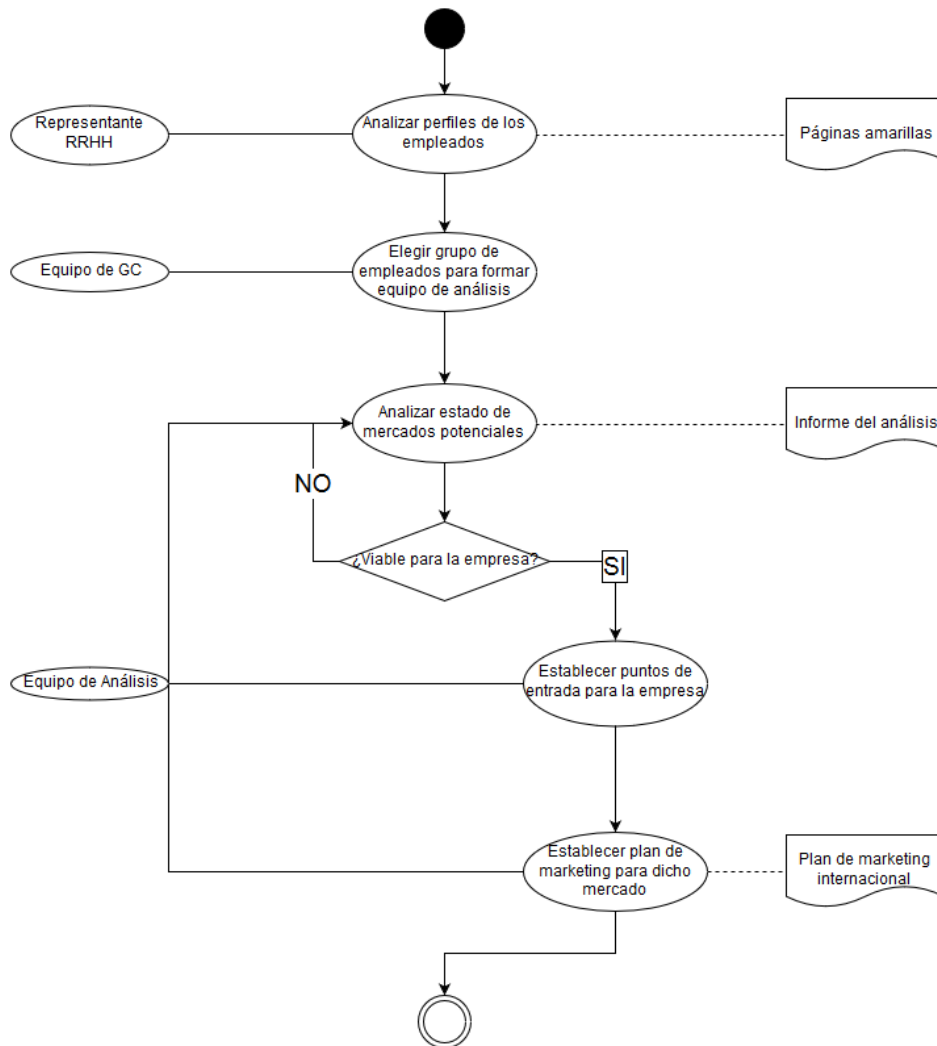 Representante
RRHH
Analizar perfiles de los
empleados
Páginas amarillas
Equipo de GC
Elegir grupo de
empleados para formar
equipo de análisis
Analizar estado de
mercados potenciales
Informe del análisis
NO
¿Viable para la empresa?
SI
Equipo de Análisis
Establecer puntos de
entrada para la empresa
Establecer plan de
marketing para dicho
mercado
Plan de marketing
internacional